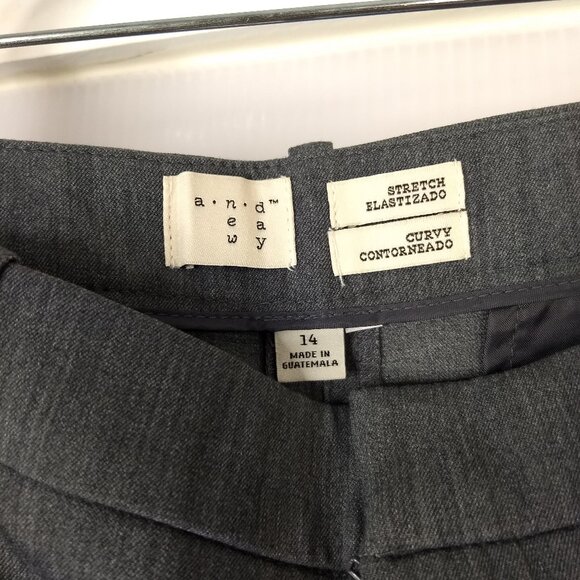 a·n·d™
e a
w y
STRETCH
ELASTIZADO
CURVY
CONTORNEADO
14
MADE IN
GUATEMALA